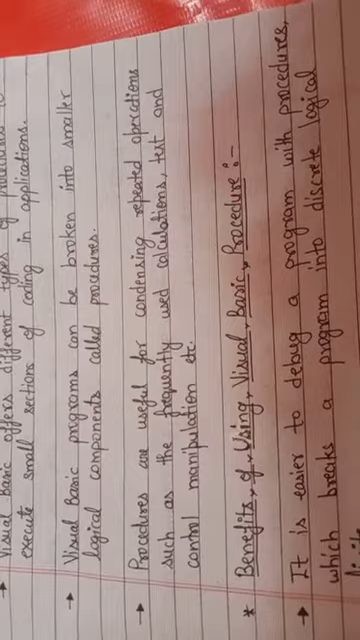 → Visual Basic offers different types of procedures to
execute small sections of coding in applications.
→ Visual Basic programs can be broken into smaller
logical components called procedures.
→ Procedures are useful for condensing repeated operations
such as the frequently used calculations, text and
control manipulation etc.
* Benefits of Using Visual Basic Procedure :-
→ It is easier to debug a program with procedures,
which breaks a program into discrete logical